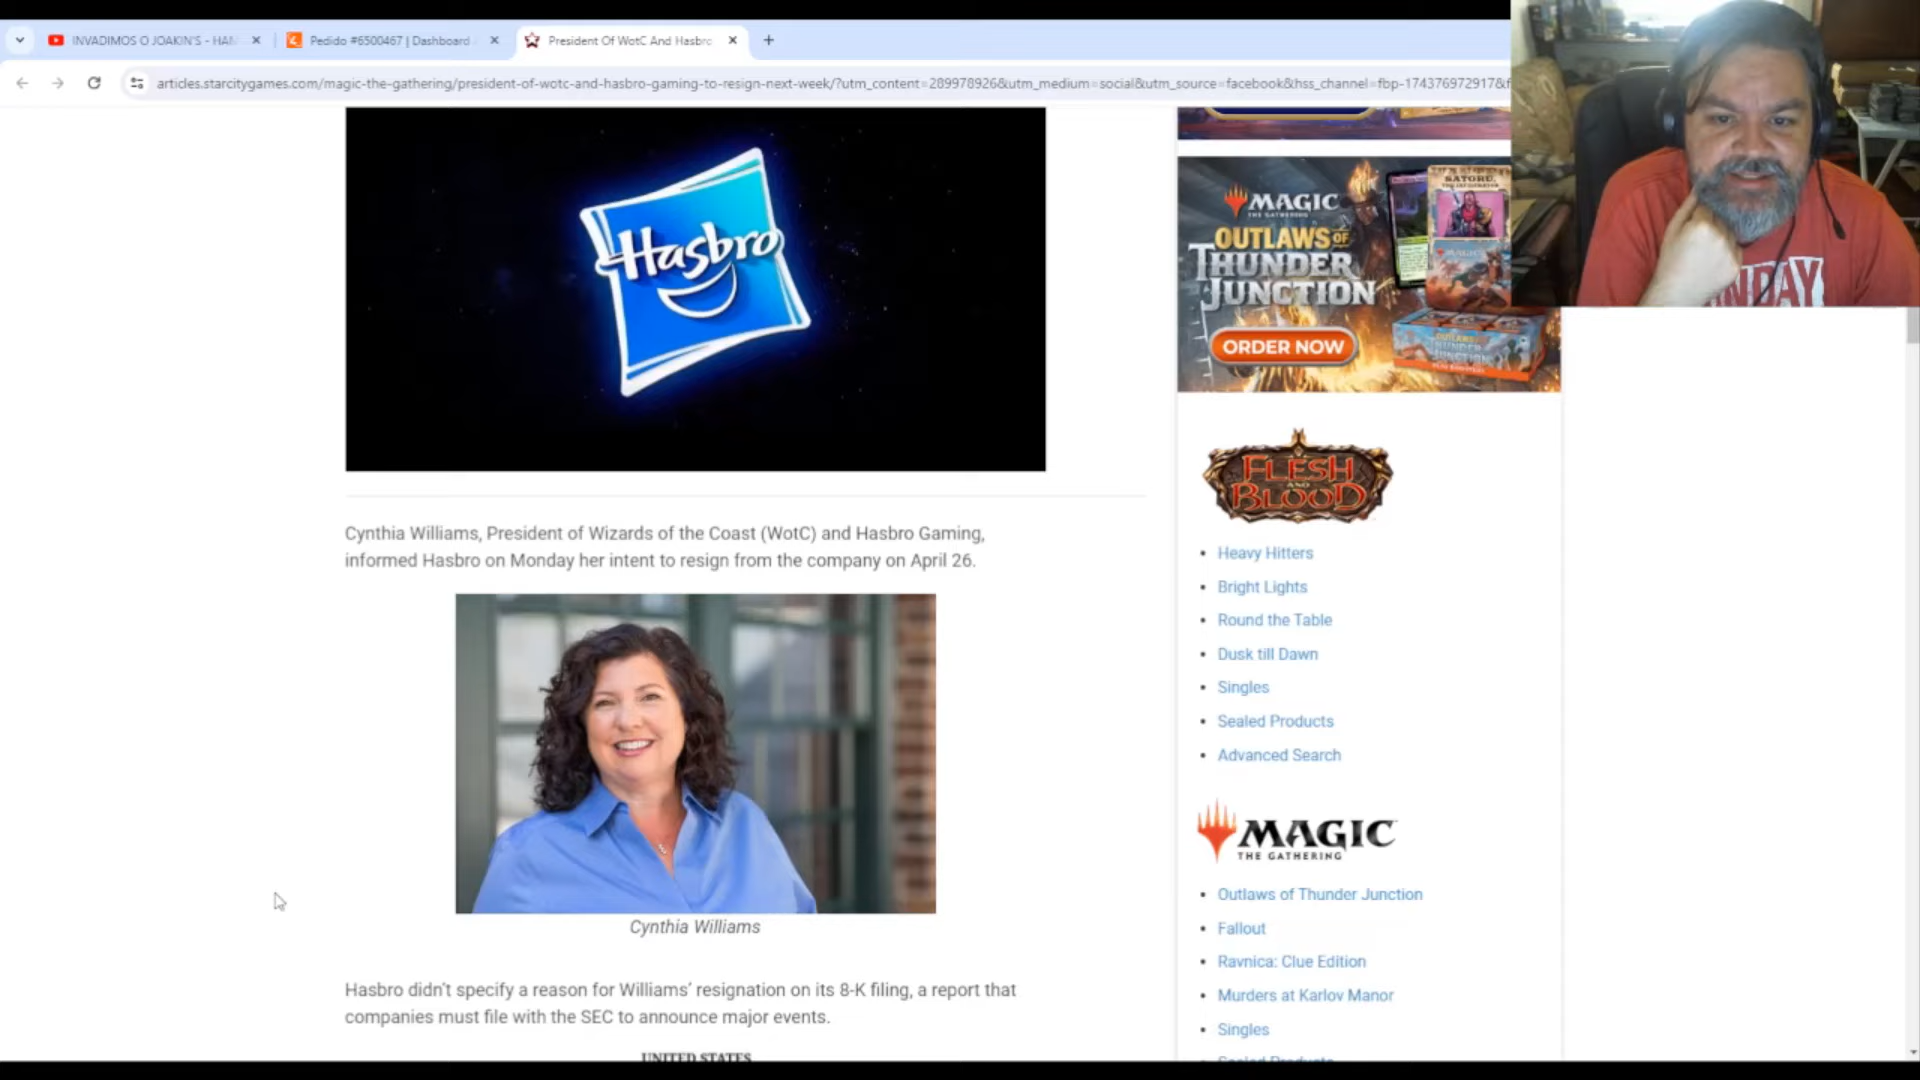 INVADIMOS O JOAKIN'S - HAM
Pedido #6500467 | Dashboard
President Of WotC And Hasbro
articles.starcitygames.com/magic-the-gathering/president-of-wotc-and-hasbro-gaming-to-resign-next-week/?utm_content=289978926&utm_medium=social&utm_source=facebook&hss_channel=fbp-174376972917&f
Hasbro
MAGIC
THE GATHERING
OUTLAWS OF
THUNDER
JUNCTION
ORDER NOW
SATORU,
FLESH
AND
BLOOD
Cynthia Williams, President of Wizards of the Coast (WotC) and Hasbro Gaming,
informed Hasbro on Monday her intent to resign from the company on April 26.
Cynthia Williams
Hasbro didn't specify a reason for Williams' resignation on its 8-K filing, a report that
companies must file with the SEC to announce major events.
UNITED STATES
Heavy Hitters
Bright Lights
Round the Table
Dusk till Dawn
Singles
Sealed Products
Advanced Search
MAGIC
THE GATHERING
Outlaws of Thunder Junction
Fallout
Ravnica: Clue Edition
Murders at Karlov Manor
Singles
Sealed Products